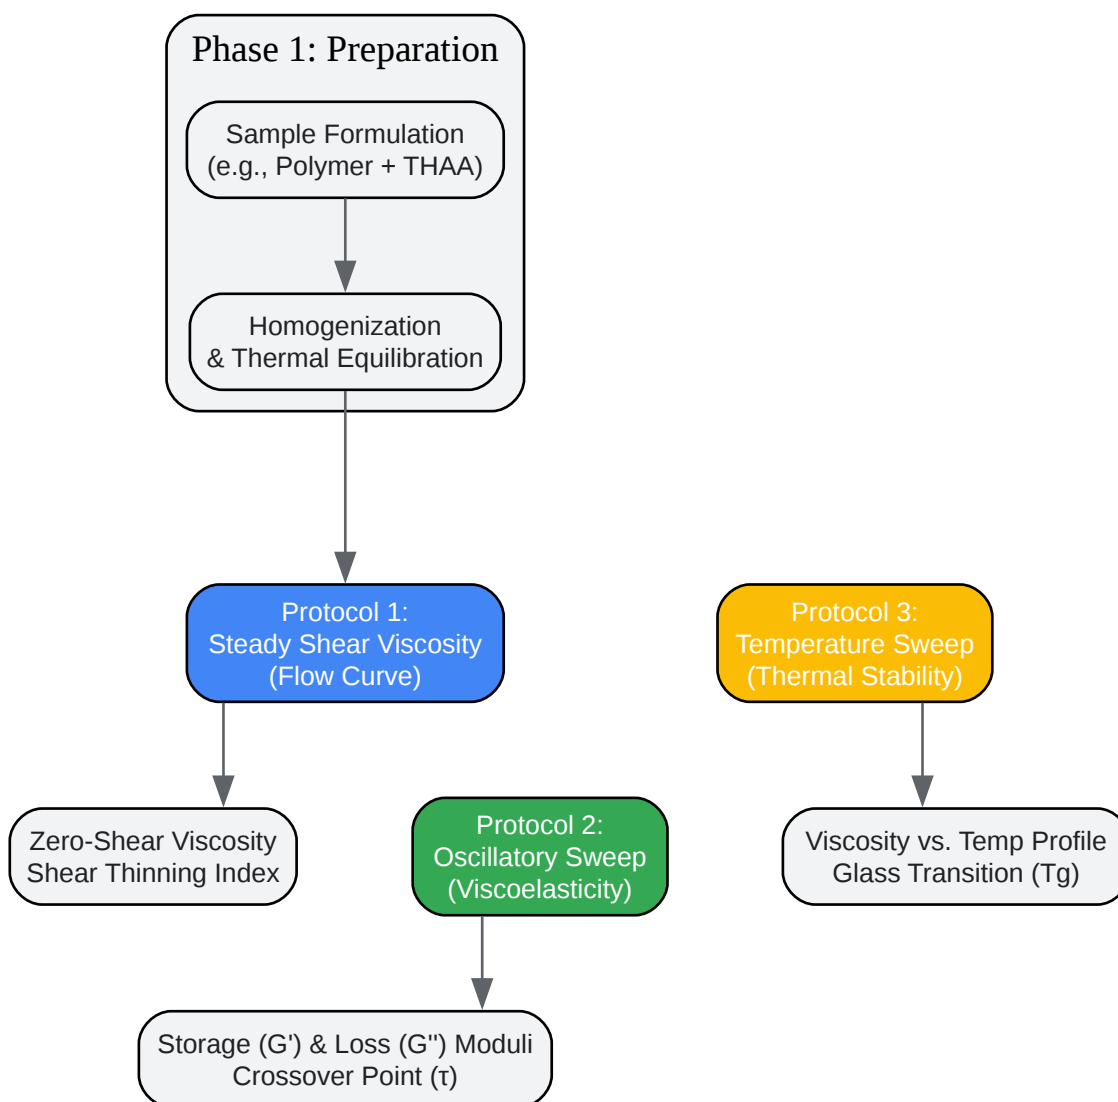 Phase 1: Preparation
Sample Formulation
(e.g., Polymer + THAA)
Homogenization
& Thermal Equilibration
Protocol 1:
Steady Shear Viscosity
(Flow Curve)
Protocol 3:
Temperature Sweep
(Thermal Stability)
Zero-Shear Viscosity
Shear Thinning Index
Protocol 2:
Oscillatory Sweep
(Viscoelasticity)
Viscosity vs. Temp Profile
Glass Transition (Tg)
Storage (G') & Loss (G'') Moduli
Crossover Point (τ)